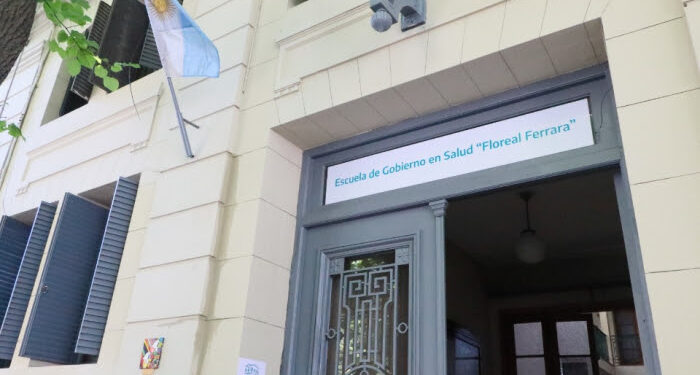 Escuela de Gobierno en Salud “Floreal Ferrara”